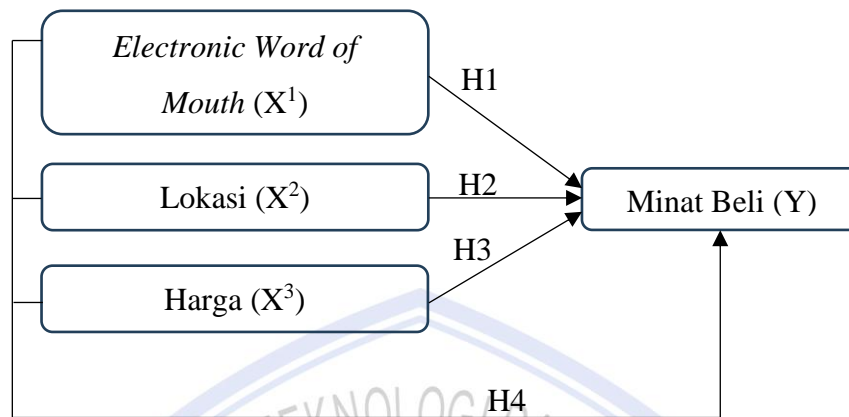 Electronic Word of
Mouth (X¹)
H1
Lokasi (X²)
H2
Minat Beli (Y)
H3
Harga (X³)
H4